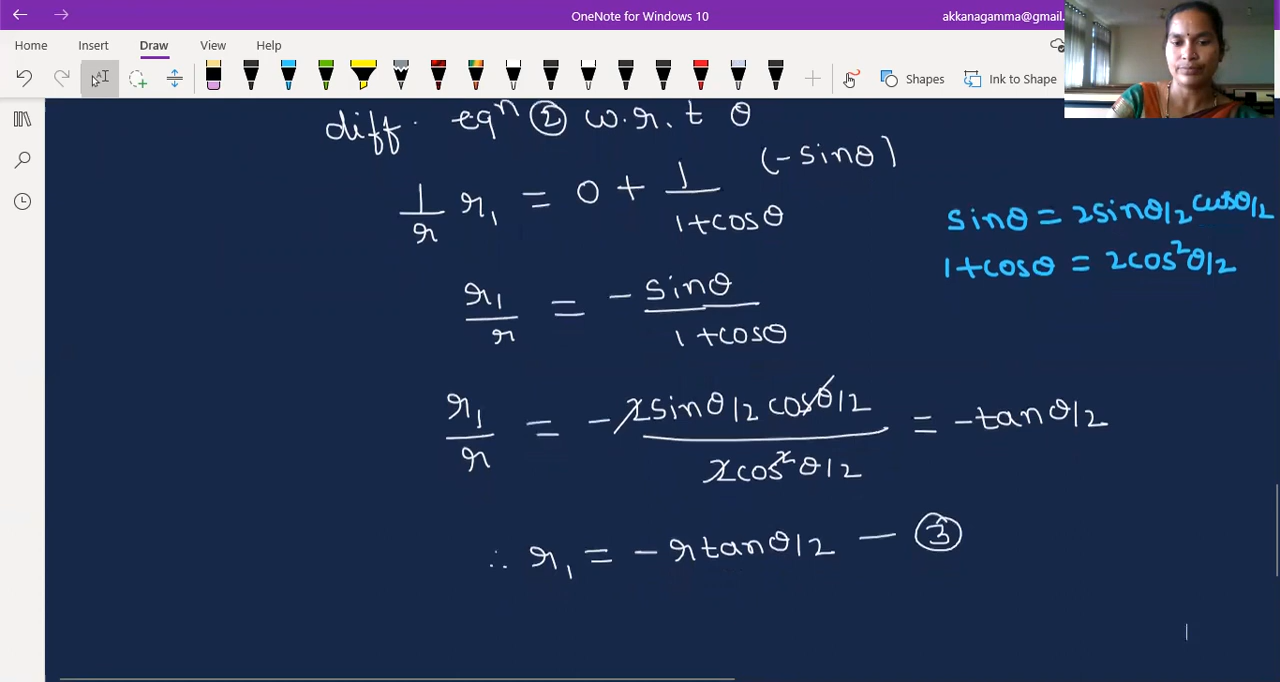 OneNote for Windows 10
akkanagamma@gmail.
Home Insert Draw View Help
Shapes Ink to Shape
diff. eqⁿ ② w.r.t θ
1/r r₁ = 0 + 1/(1+cosθ) (-sinθ)
sinθ = 2sinθ/2 cosθ/2
1+cosθ = 2cos²θ/2
r₁/r = - sinθ/(1+cosθ)
r₁/r = - 2sinθ/2 cosθ/2 / 2cos²θ/2 = -tanθ/2
∴ r₁ = - r tanθ/2 — ③